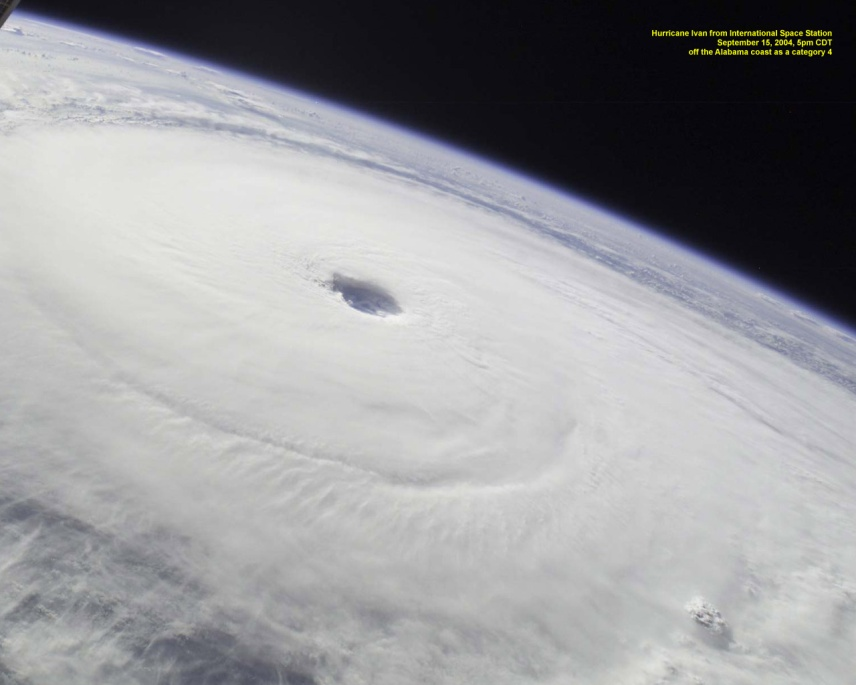 Hurricane Ivan from International Space Station
September 15, 2004, 5pm CDT
off the Alabama coast as a category 4